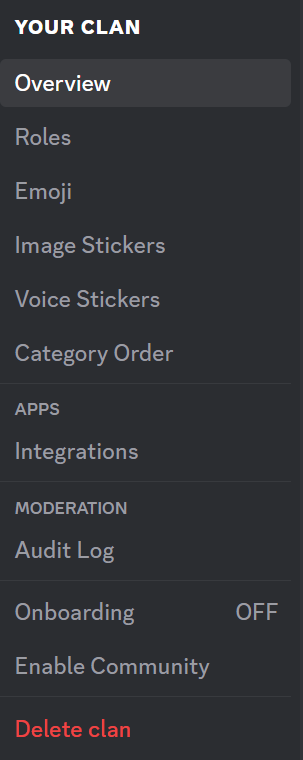 YOUR CLAN
Overview
Roles
Emoji
Image Stickers
Voice Stickers
Category Order
APPS
Integrations
MODERATION
Audit Log
Onboarding OFF
Enable Community
Delete clan